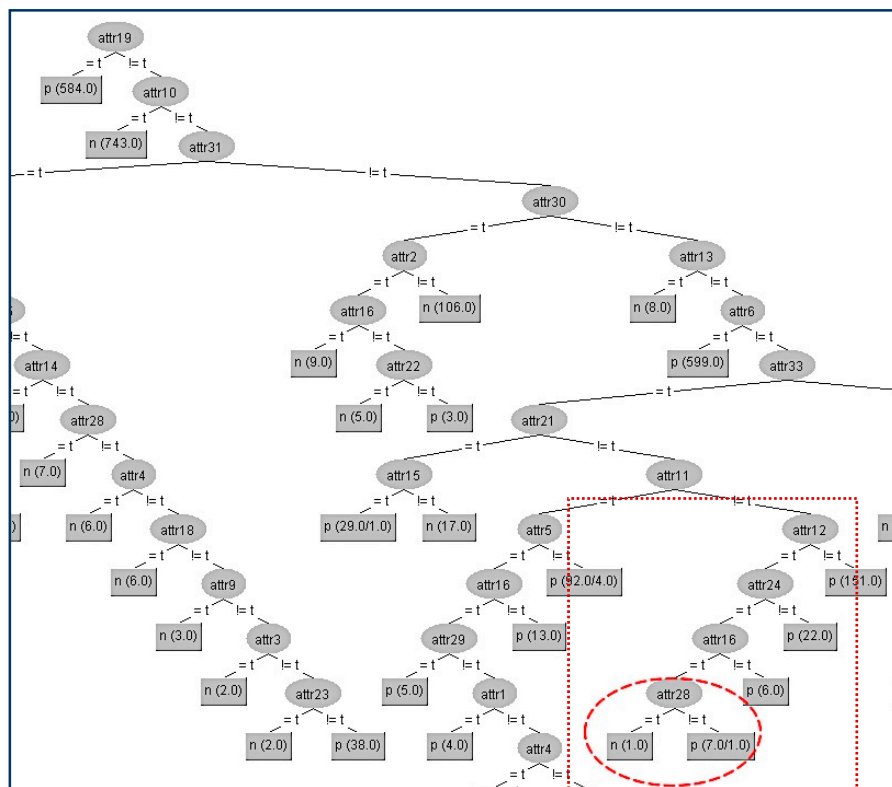 attr19
= t != t
p (584.0) attr10
= t != t
n (743.0) attr31
= t != t
attr30
= t != t
attr2 attr13
= t != t = t != t
attr16 n (106.0) n (8.0) attr6
= t != t = t != t
attr14 n (9.0) attr22 p (599.0) attr33
= t != t = t != t = t
attr28 n (5.0) p (3.0) attr21
= t != t = t != t
n (7.0) attr4 attr15 attr11
= t != t = t != t = t != t
n (6.0) attr18 p (29.0/1.0) n (17.0) attr5 attr12 n
= t != t = t != t = t != t
n (6.0) attr9 attr16 p (92.0/4.0) attr24 p (151.0)
= t != t = t != t = t != t
n (3.0) attr3 attr29 p (13.0) attr16 p (22.0)
= t != t = t != t = t != t
n (2.0) attr23 p (5.0) attr1 attr28 p (6.0)
= t != t = t != t = t != t
n (2.0) p (38.0) p (4.0) attr4 n (1.0) p (7.0/1.0)